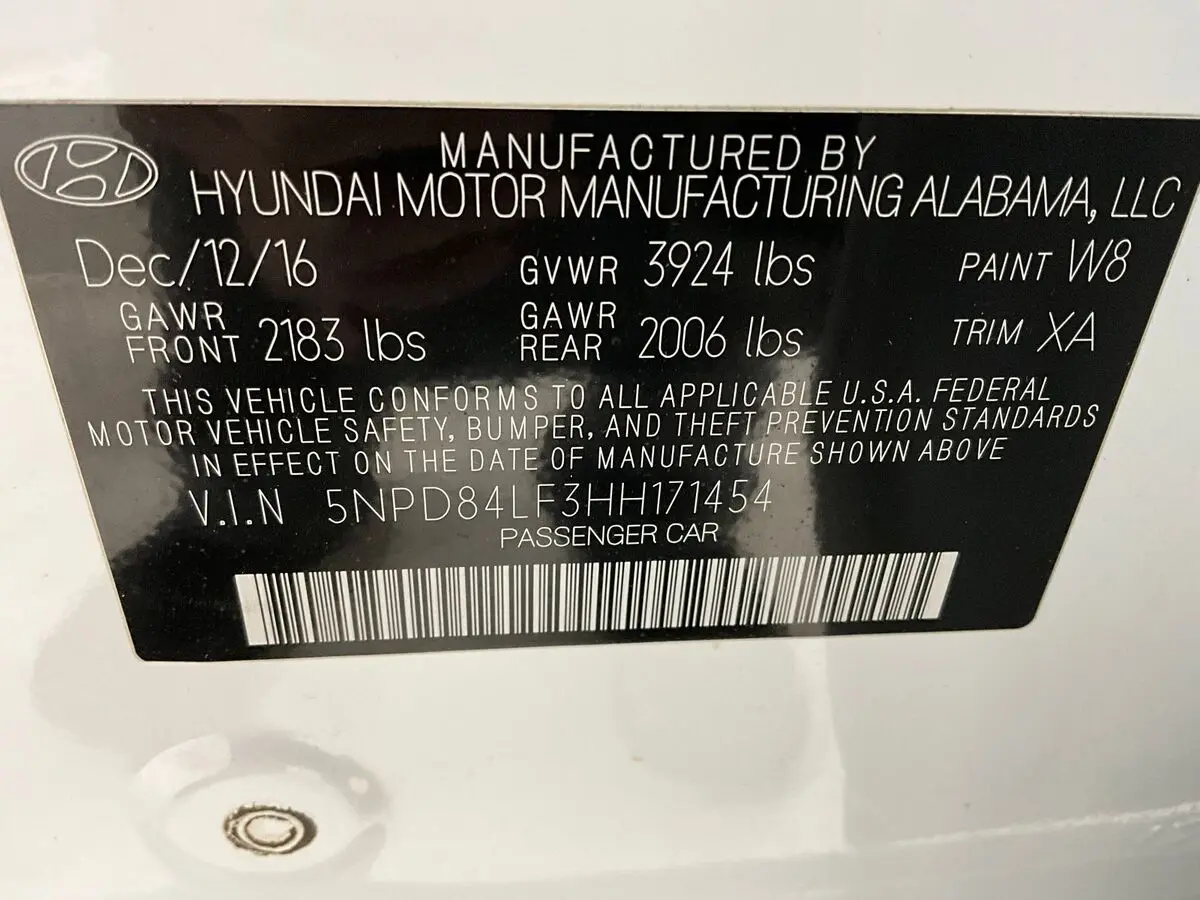 MANUFACTURED BY
HYUNDAI MOTOR MANUFACTURING ALABAMA, LLC
Dec/12/16 GVWR 3924 lbs PAINT W8
GAWR FRONT 2183 lbs GAWR REAR 2006 lbs TRIM XA
THIS VEHICLE CONFORMS TO ALL APPLICABLE U.S.A. FEDERAL
MOTOR VEHICLE SAFETY, BUMPER, AND THEFT PREVENTION STANDARDS
IN EFFECT ON THE DATE OF MANUFACTURE SHOWN ABOVE
V.I.N 5NPD84LF3HH171454
PASSENGER CAR